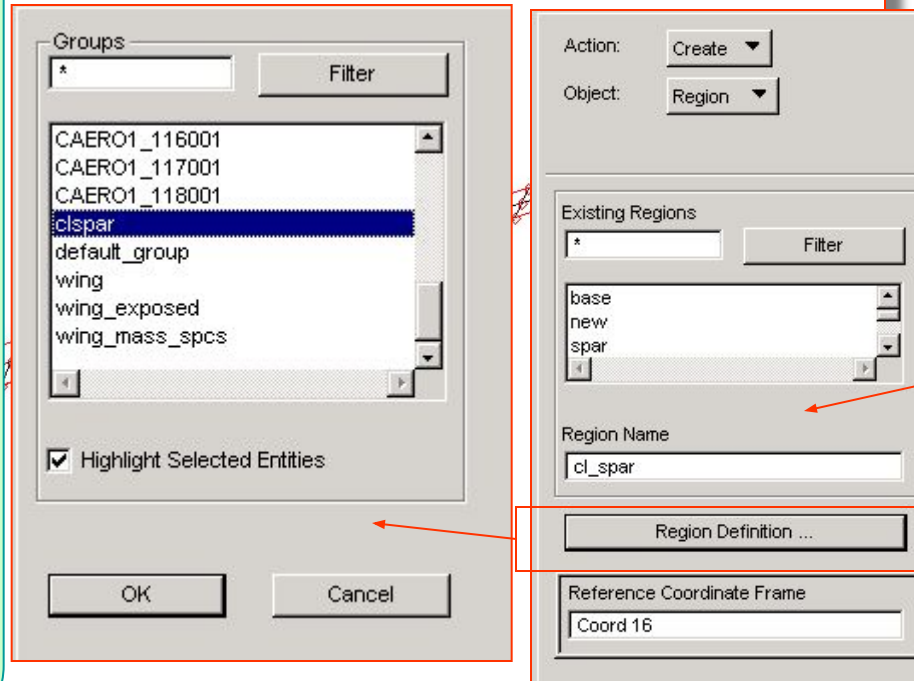 Groups
*
Filter
CAERO1_116001
CAERO1_117001
CAERO1_118001
clspar
default_group
wing
wing_exposed
wing_mass_spcs
Highlight Selected Entities
OK
Cancel
Action:
Create
Object:
Region
Existing Regions
*
Filter
base
new
spar
Region Name
cl_spar
Region Definition ...
Reference Coordinate Frame
Coord 16